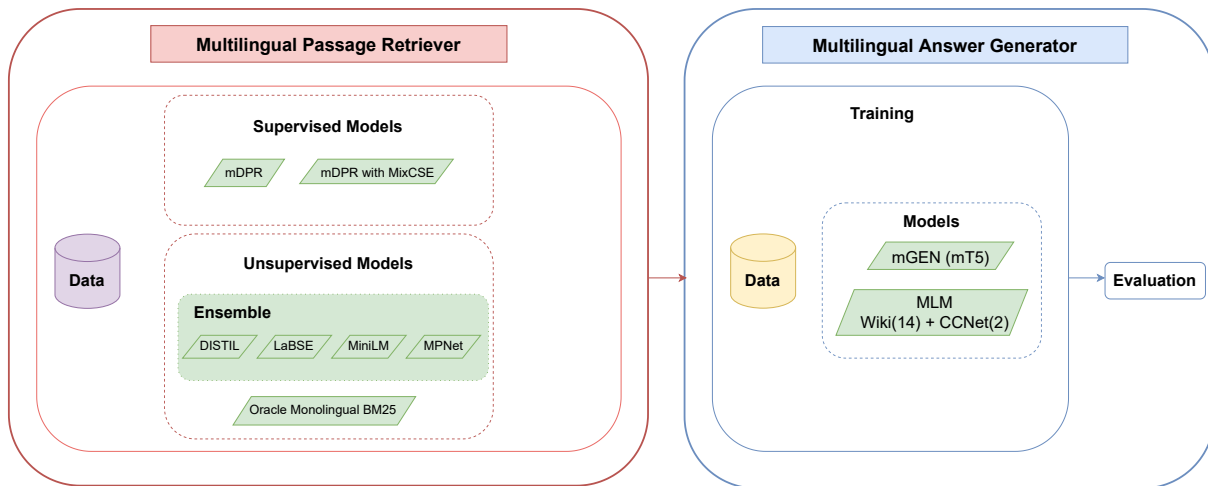 Multilingual Passage Retriever
Supervised Models
mDPR
mDPR with MixCSE
Data
Unsupervised Models
Ensemble
DISTIL
LaBSE
MiniLM
MPNet
Oracle Monolingual BM25
Multilingual Answer Generator
Training
Data
Models
mGEN (mT5)
MLM
Wiki(14) + CCNet(2)
Evaluation